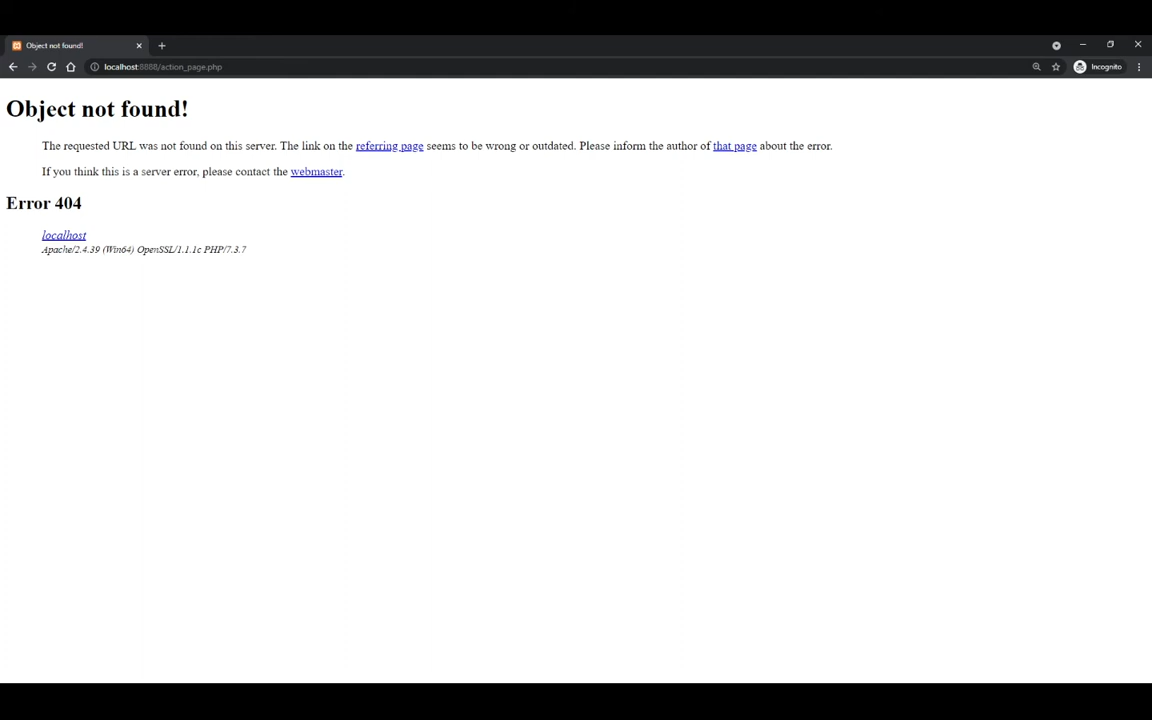 Object not found!
localhost:8888/action_page.php
Incognito
Object not found!
The requested URL was not found on this server. The link on the referring page seems to be wrong or outdated. Please inform the author of that page about the error.
If you think this is a server error, please contact the webmaster.
Error 404
localhost
Apache/2.4.39 (Win64) OpenSSL/1.1.1c PHP/7.3.7